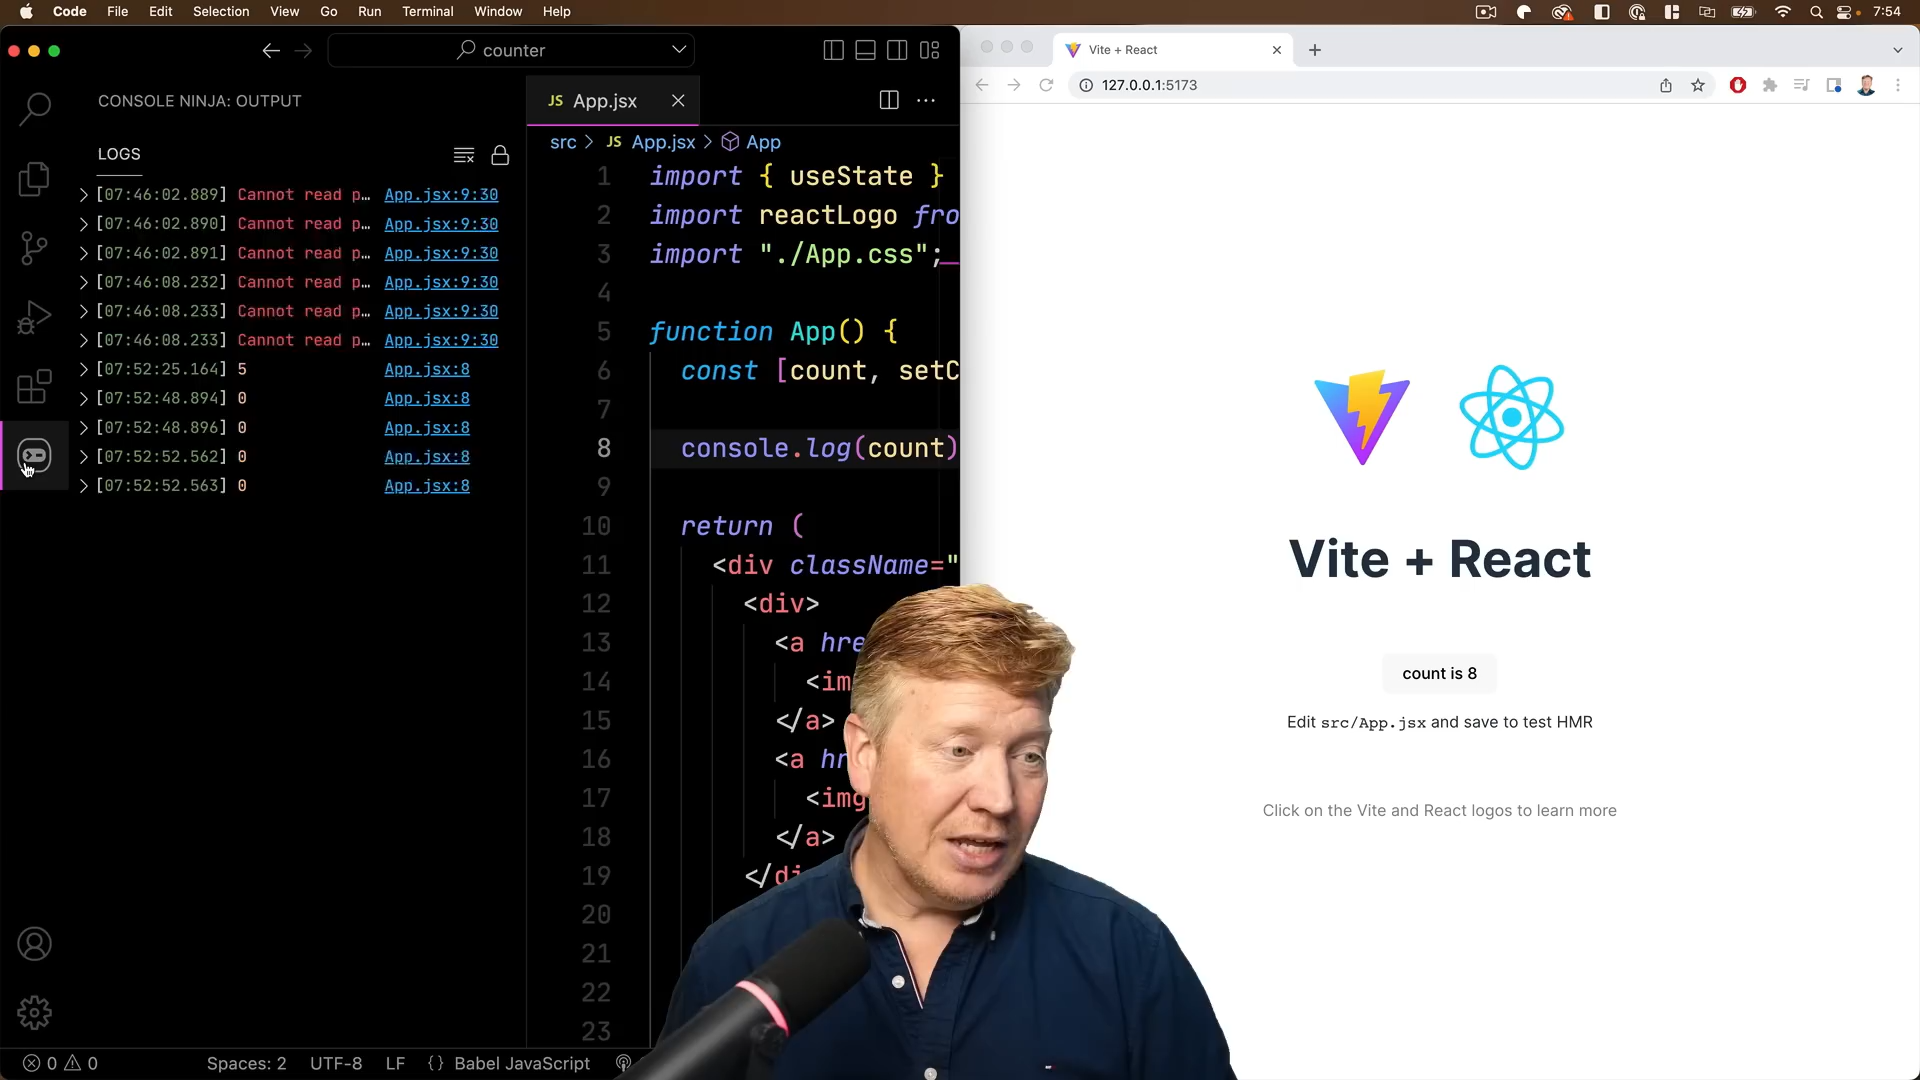 Code File Edit Selection View Go Run Terminal Window Help 7:54
counter
CONSOLE NINJA: OUTPUT
LOGS
[07:46:02.889] Cannot read p… App.jsx:9:30
[07:46:02.890] Cannot read p… App.jsx:9:30
[07:46:02.891] Cannot read p… App.jsx:9:30
[07:46:08.232] Cannot read p… App.jsx:9:30
[07:46:08.233] Cannot read p… App.jsx:9:30
[07:46:08.233] Cannot read p… App.jsx:9:30
[07:52:25.164] 5 App.jsx:8
[07:52:48.894] 0 App.jsx:8
[07:52:48.896] 0 App.jsx:8
[07:52:52.562] 0 App.jsx:8
[07:52:52.563] 0 App.jsx:8
JS App.jsx
src > JS App.jsx > App
1 import { useState }
2 import reactLogo fro
3 import "./App.css";
4
5 function App() {
6 const [count, setC
7
8 console.log(count)
9
10 return (
11 <div className="
12 <div>
13 <a hre
14 <im
15 </a>
16 <a hr
17 <img
18 </a>
19 </di
20
21
22
23
0 0 Spaces: 2 UTF-8 LF {} Babel JavaScript
Vite + React
127.0.0.1:5173
Vite + React
count is 8
Edit src/App.jsx and save to test HMR
Click on the Vite and React logos to learn more